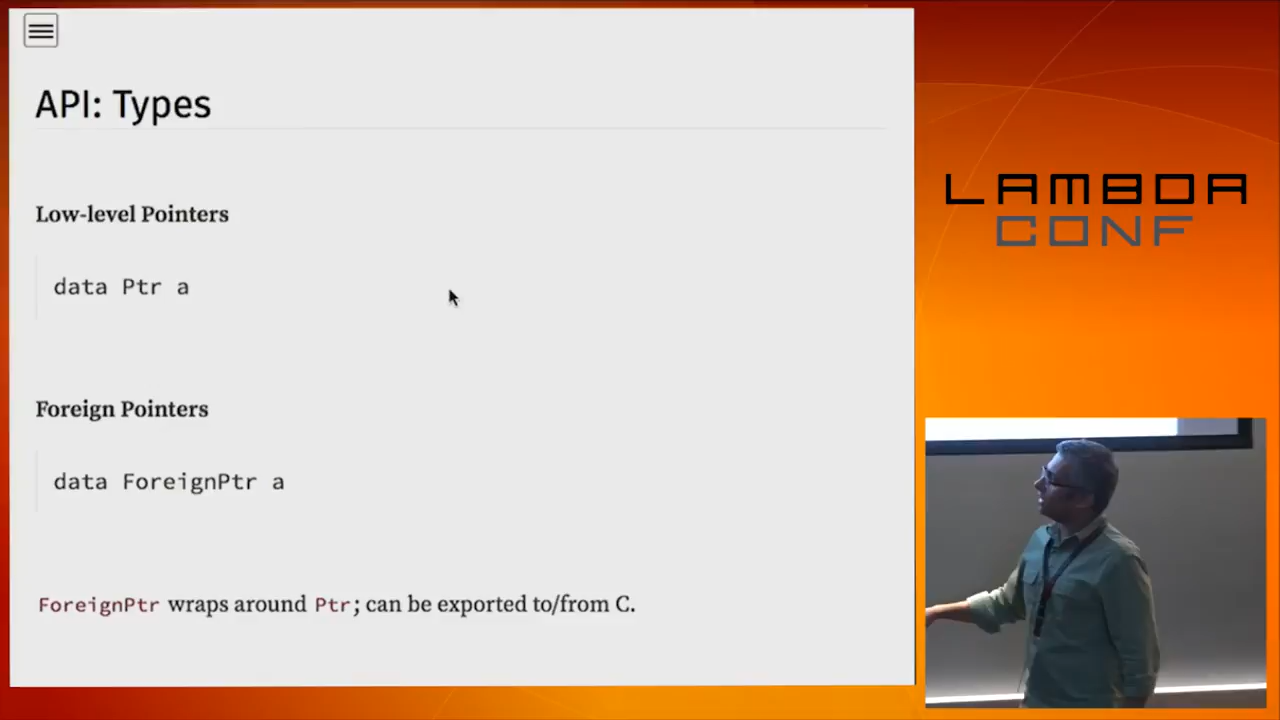 API: Types
Low-level Pointers
data Ptr a
Foreign Pointers
data ForeignPtr a
ForeignPtr wraps around Ptr; can be exported to/from C.
LAMBDA
CONF